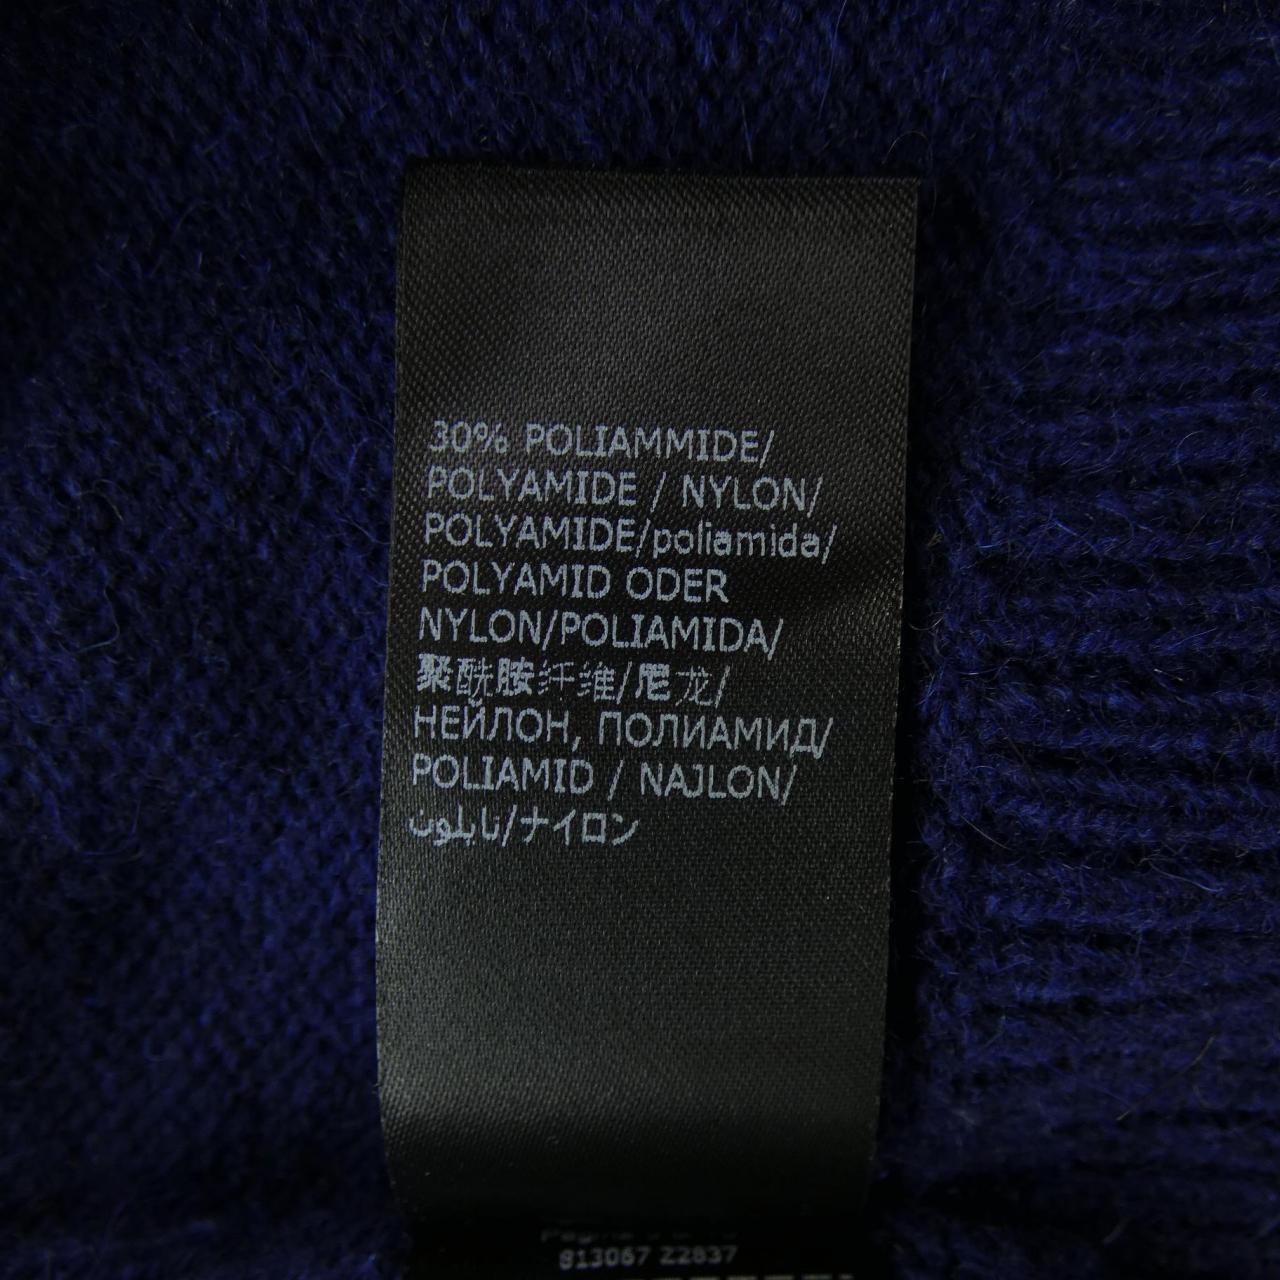 30% POLIAMMIDE/
POLYAMIDE / NYLON/
POLYAMIDE/poliamida/
POLYAMID ODER
NYLON/POLIAMIDA/
聚酰胺纤维/尼龙/
НЕЙЛОН, ПОЛИАМИД/
POLIAMID / NAJLON/
نايلون/ナイロン
813067 Z2837